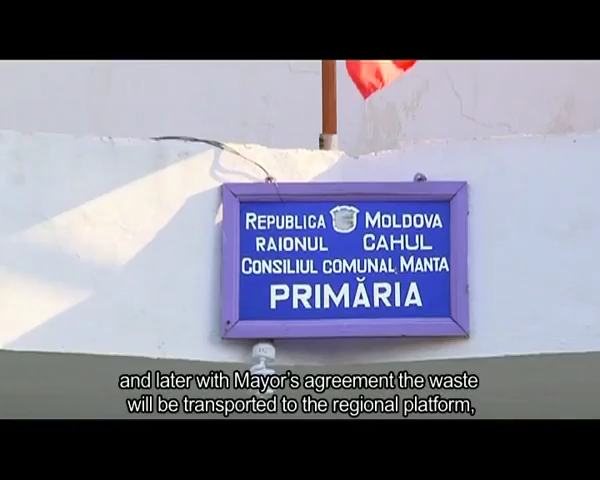 REPUBLICA MOLDOVA
RAIONUL CAHUL
CONSILIUL COMUNAL MANTA
PRIMĂRIA
and later with Mayor's agreement the waste
will be transported to the regional platform,